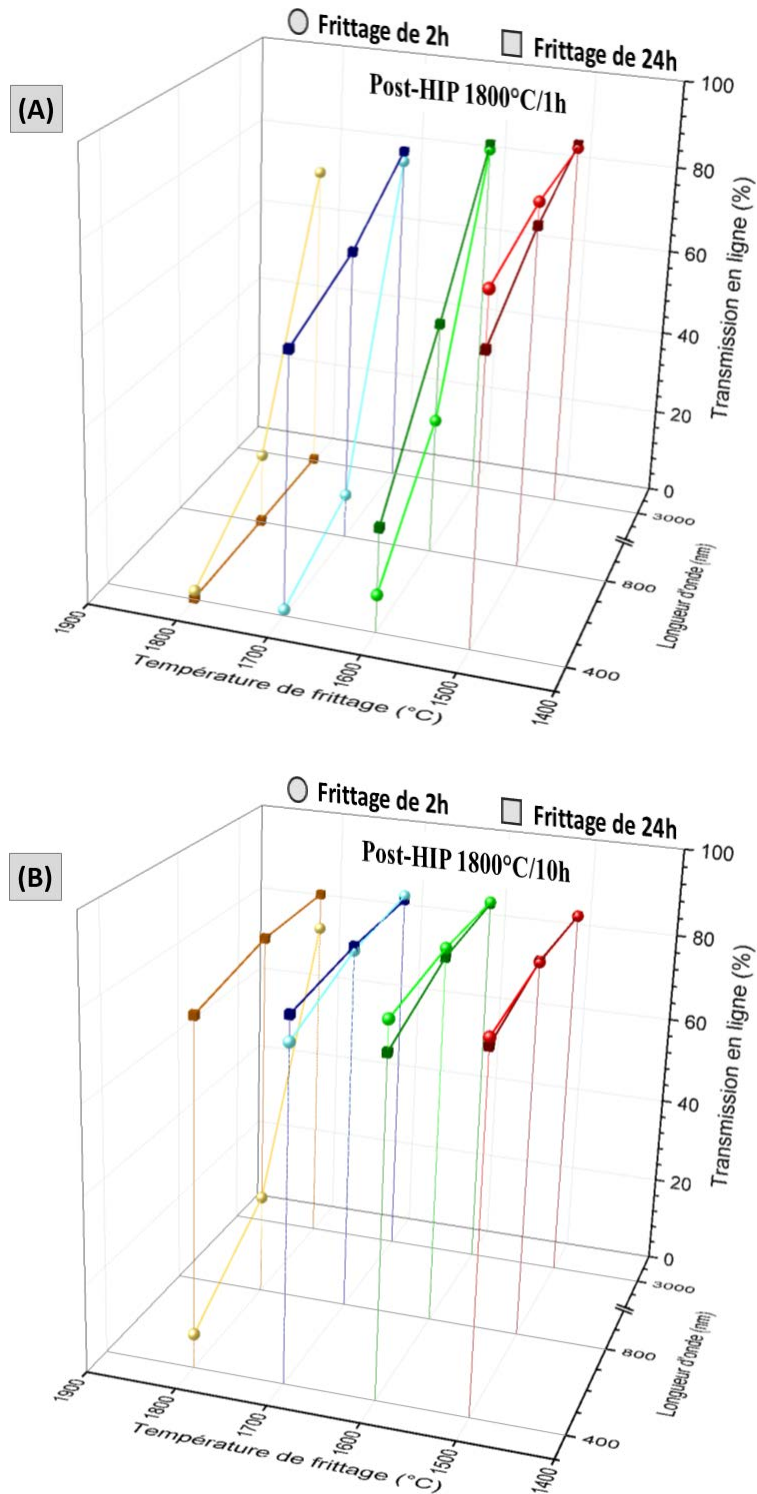 Frittage de 2h
Frittage de 24h
(A)
Post-HIP 1800°C/1h
100
80
60
40
20
0
Transmission en ligne (%)
3000
800
400
Longueur d'onde (nm)
1900
1800
1700
1600
1500
1400
Température de frittage (°C)
Frittage de 2h
Frittage de 24h
(B)
Post-HIP 1800°C/10h
100
80
60
40
20
0
Transmission en ligne (%)
3000
800
400
Longueur d'onde (nm)
1900
1800
1700
1600
1500
1400
Température de frittage (°C)